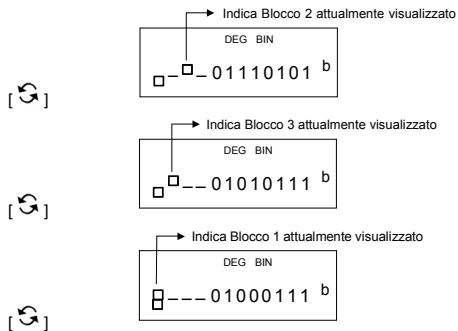 Indica Blocco 2 attualmente visualizzato
DEG BIN
01110101 b
[ ]
Indica Blocco 3 attualmente visualizzato
DEG BIN
01010111 b
[ ]
Indica Blocco 1 attualmente visualizzato
DEG BIN
01000111 b
[ ]